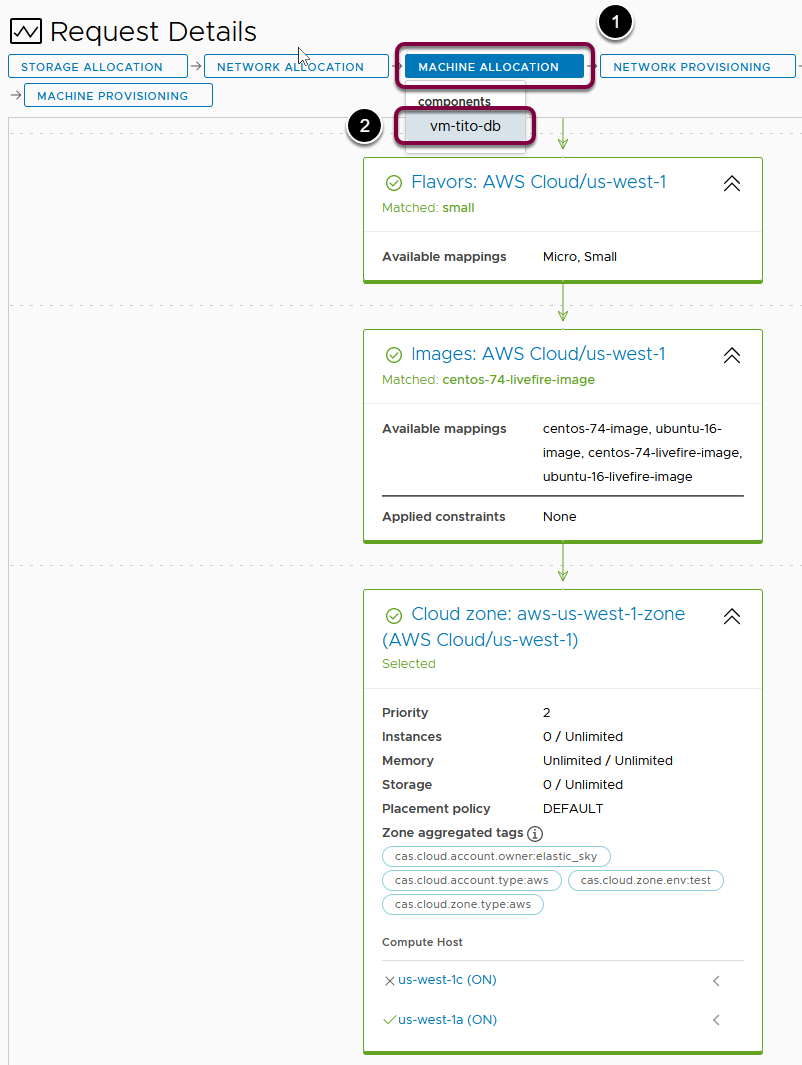 Request Details
1
STORAGE ALLOCATION
NETWORK ALLOCATION
MACHINE ALLOCATION
NETWORK PROVISIONING
MACHINE PROVISIONING
components
2
vm-tito-db
Flavors: AWS Cloud/us-west-1
Matched: small
Available mappings Micro, Small
Images: AWS Cloud/us-west-1
Matched: centos-74-livefire-image
Available mappings centos-74-image, ubuntu-16-
image, centos-74-livefire-image,
ubuntu-16-livefire-image
Applied constraints None
Cloud zone: aws-us-west-1-zone
(AWS Cloud/us-west-1)
Selected
Priority 2
Instances 0 / Unlimited
Memory Unlimited / Unlimited
Storage 0 / Unlimited
Placement policy DEFAULT
Zone aggregated tags
cas.cloud.account.owner:elastic_sky
cas.cloud.account.type:aws cas.cloud.zone.env:test
cas.cloud.zone.type:aws
Compute Host
us-west-1c (ON)
us-west-1a (ON)